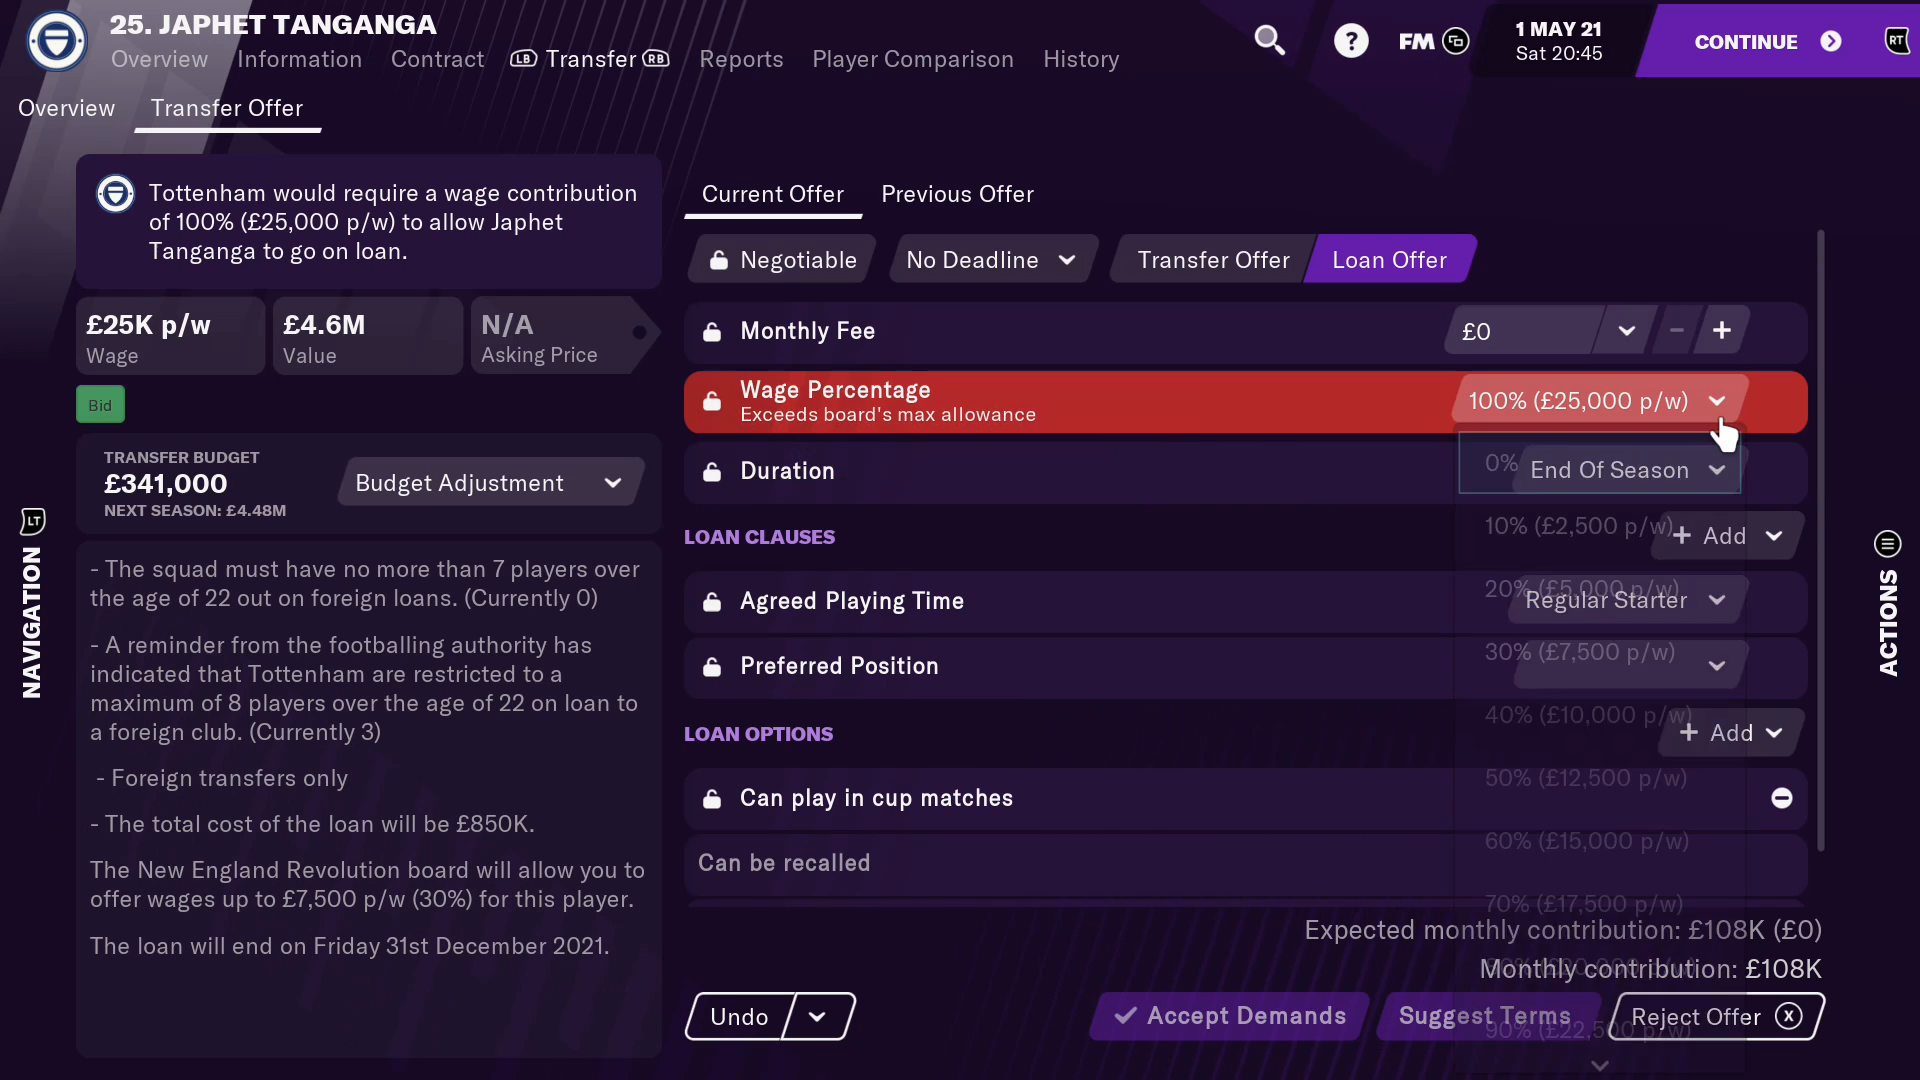 25. JAPHET TANGANGA
Overview Information Contract LB Transfer RB Reports Player Comparison History
FM
1 MAY 21
Sat 20:45
CONTINUE
RT
Overview Transfer Offer
Tottenham would require a wage contribution
of 100% (£25,000 p/w) to allow Japhet
Tanganga to go on loan.
£25K p/w
Wage
£4.6M
Value
N/A
Asking Price
Bid
TRANSFER BUDGET
£341,000
NEXT SEASON: £4.48M
Budget Adjustment
- The squad must have no more than 7 players over
the age of 22 out on foreign loans. (Currently 0)
- A reminder from the footballing authority has
indicated that Tottenham are restricted to a
maximum of 8 players over the age of 22 on loan to
a foreign club. (Currently 3)
- Foreign transfers only
- The total cost of the loan will be £850K.
The New England Revolution board will allow you to
offer wages up to £7,500 p/w (30%) for this player.
The loan will end on Friday 31st December 2021.
LT
NAVIGATION
Current Offer Previous Offer
Negotiable No Deadline Transfer Offer Loan Offer
Monthly Fee £0
Wage Percentage
Exceeds board's max allowance
100% (£25,000 p/w)
Duration
0%
End Of Season
10% (£2,500 p/w)
LOAN CLAUSES
+ Add
20% (£5,000 p/w)
Agreed Playing Time Regular Starter
30% (£7,500 p/w)
Preferred Position
40% (£10,000 p/w)
LOAN OPTIONS
+ Add
50% (£12,500 p/w)
Can play in cup matches
60% (£15,000 p/w)
Can be recalled
70% (£17,500 p/w)
Expected monthly contribution: £108K (£0)
Monthly contribution: £108K
Undo
Accept Demands
Suggest Terms
90% (£22,500 p/w)
Reject Offer X
ACTIONS